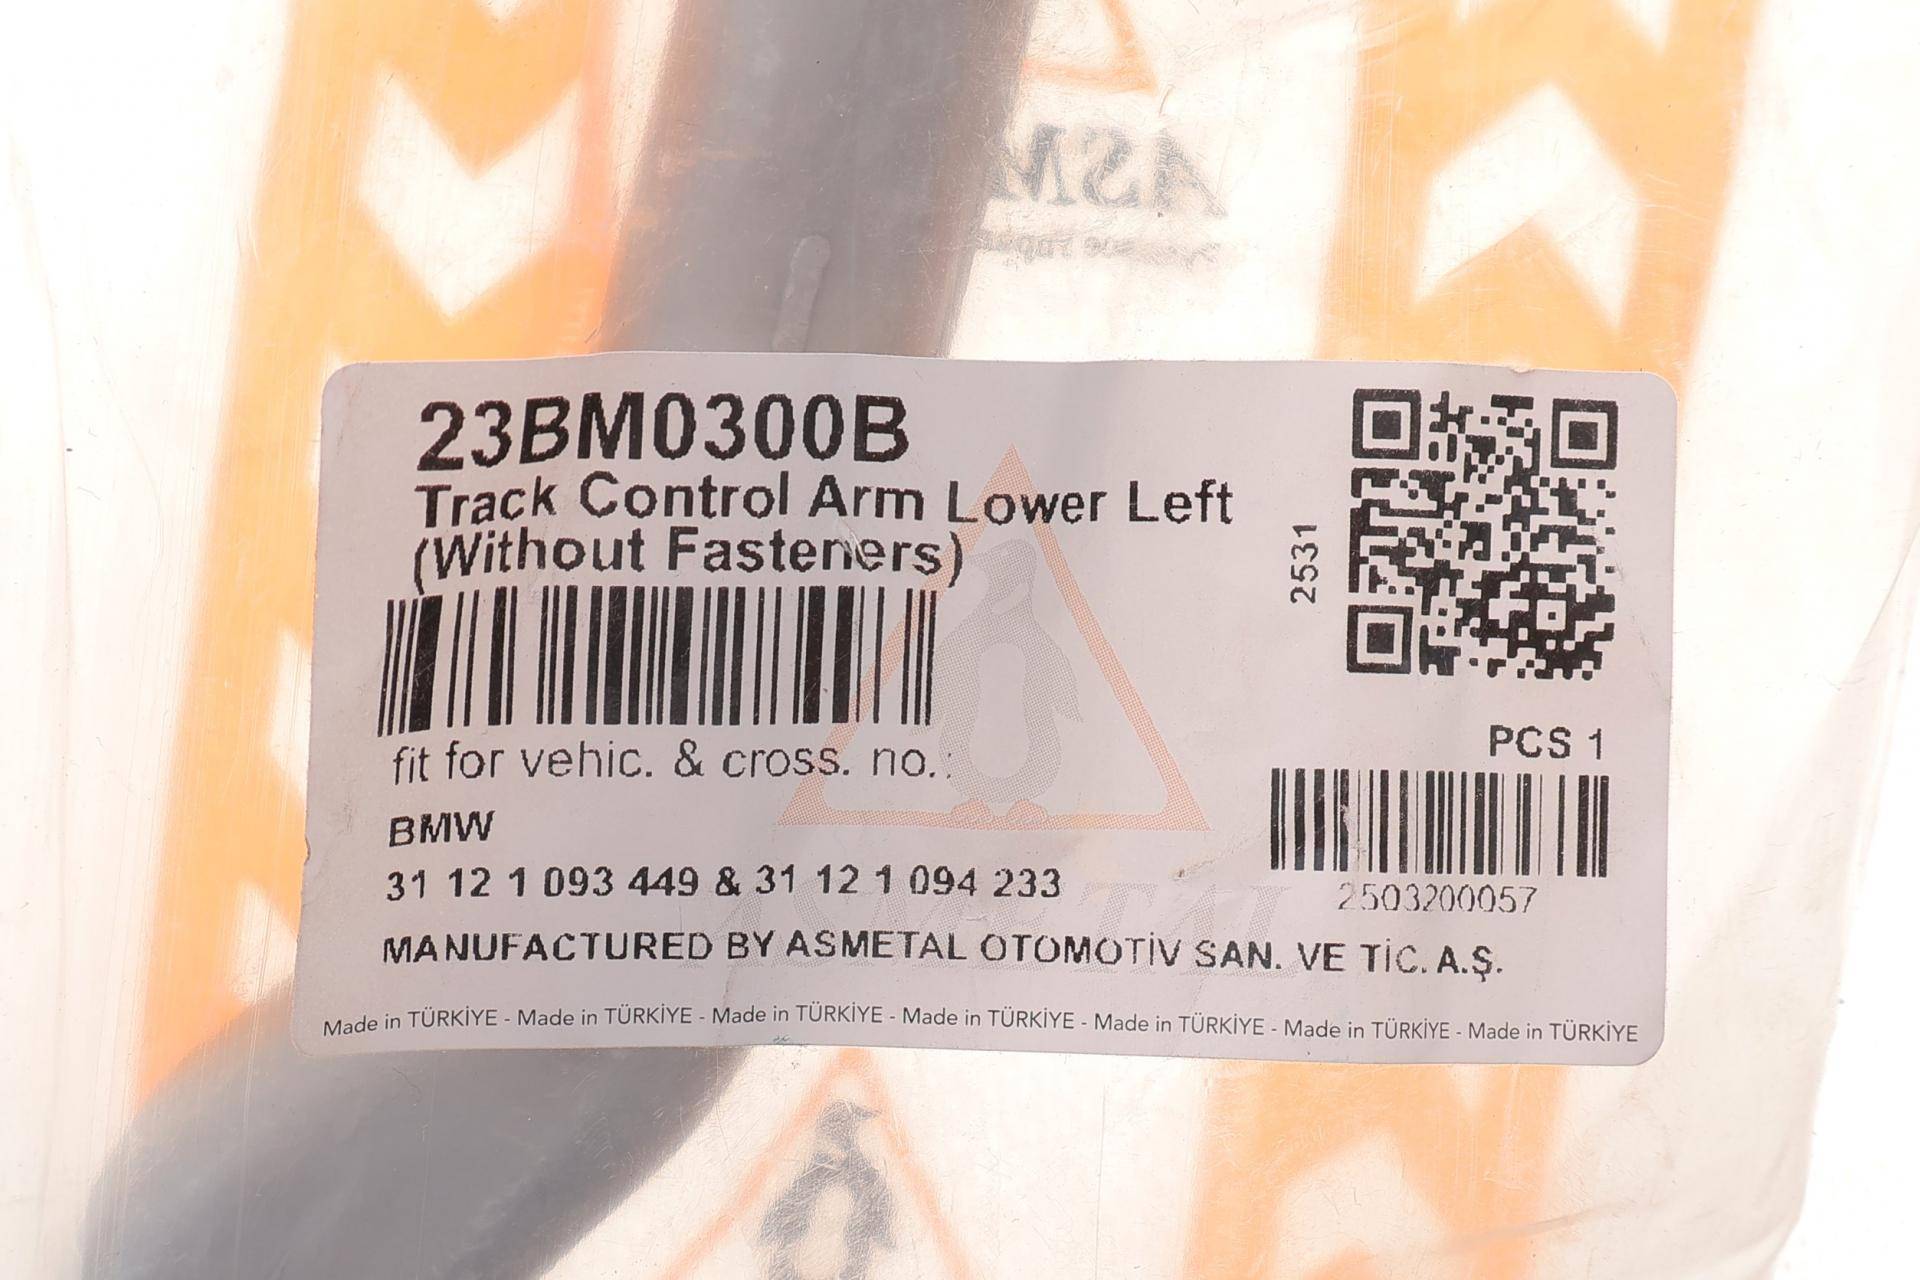 23BM0300B
Track Control Arm Lower Left
(Without Fasteners)
2531
fit for vehic. & cross. no.:
PCS 1
BMW
31 12 1 093 449 & 31 12 1 094 233
2503200057
ASMETAL
MANUFACTURED BY ASMETAL OTOMOTİV SAN. VE TİC. A.Ş.
Made in TÜRKİYE - Made in TÜRKİYE - Made in TÜRKİYE - Made in TÜRKİYE - Made in TÜRKİYE - Made in TÜRKİYE - Made in TÜRKİYE